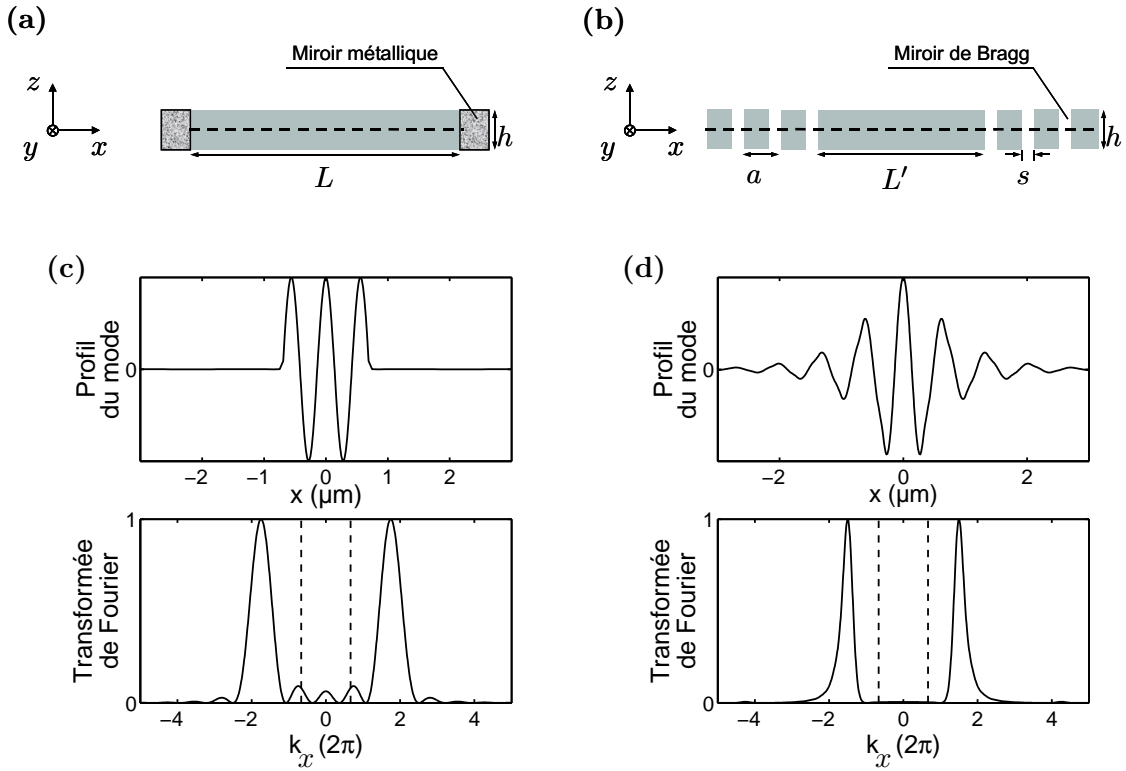 (a)
Miroir métallique
z
y
x
h
L
(b)
Miroir de Bragg
z
y
x
h
a
L′
s
(c)
Profil
du mode
0
−2
−1
0
1
2
x (µm)
Transformée
de Fourier
1
0
−4
−2
0
2
4
k_x (2π)
(d)
Profil
du mode
0
−2
0
2
x (µm)
Transformée
de Fourier
1
0
−4
−2
0
2
4
k_x (2π)